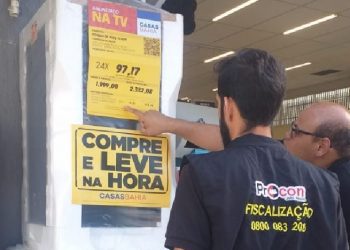 ANUNCIADO
NA TV
CASAS
BAHIA
24X 97,17
1.999,00
2.332,08
COMPRE
E LEVE
NA HORA
CASASBAHIA
Procon
FISCALIZAÇÃO
0800 083 2015